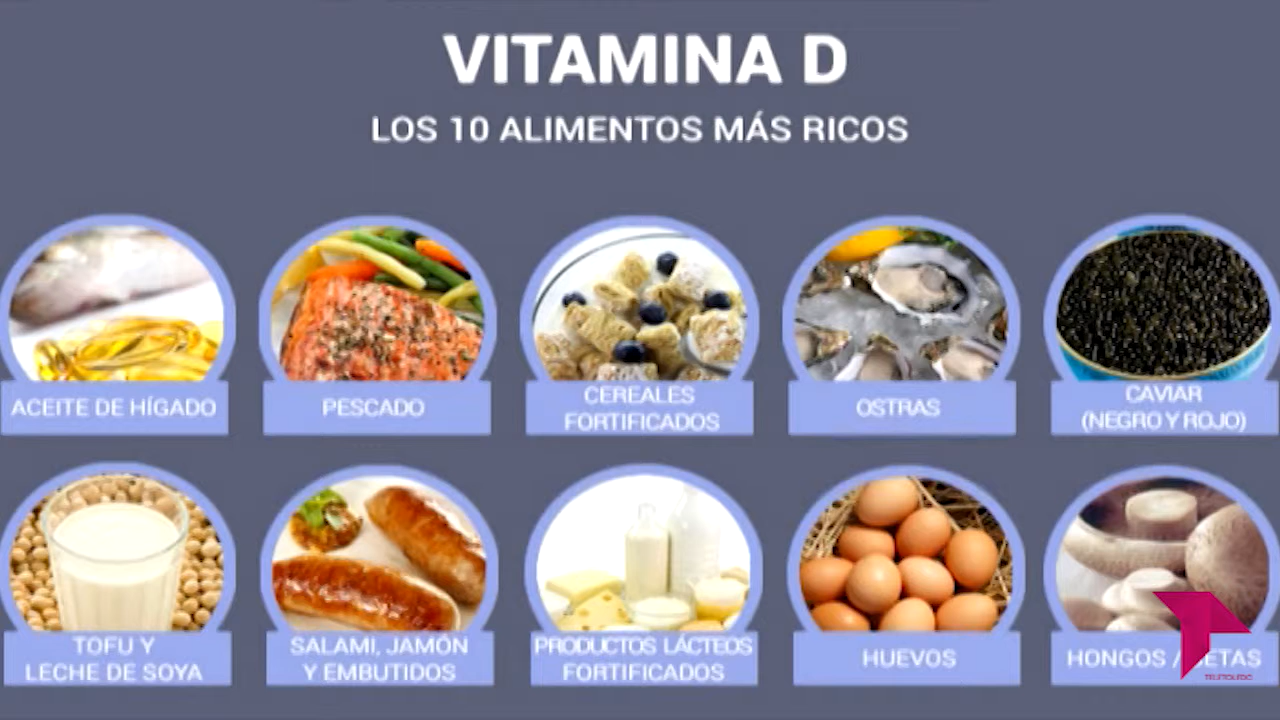 VITAMINA D
LOS 10 ALIMENTOS MÁS RICOS
ACEITE DE HÍGADO
PESCADO
CEREALES
FORTIFICADOS
OSTRAS
CAVIAR
(NEGRO Y ROJO)
TOFU Y
LECHE DE SOYA
SALAMI, JAMÓN
Y EMBUTIDOS
PRODUCTOS LÁCTEOS
FORTIFICADOS
HUEVOS
HONGOS /
TELETOLEDO